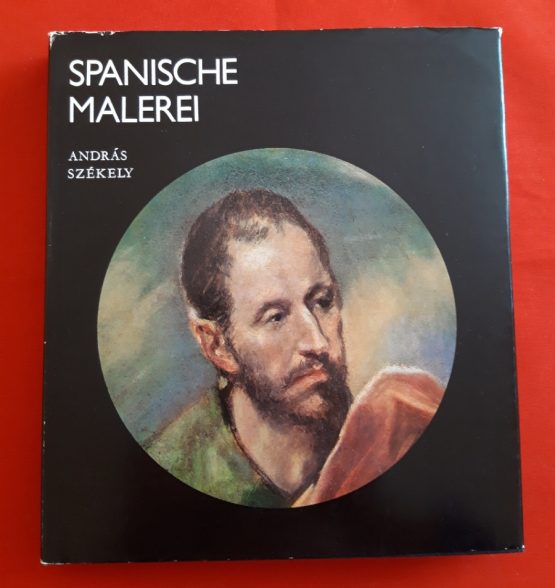 SPANISCHE
MALEREI
ANDRÁS
SZÉKELY